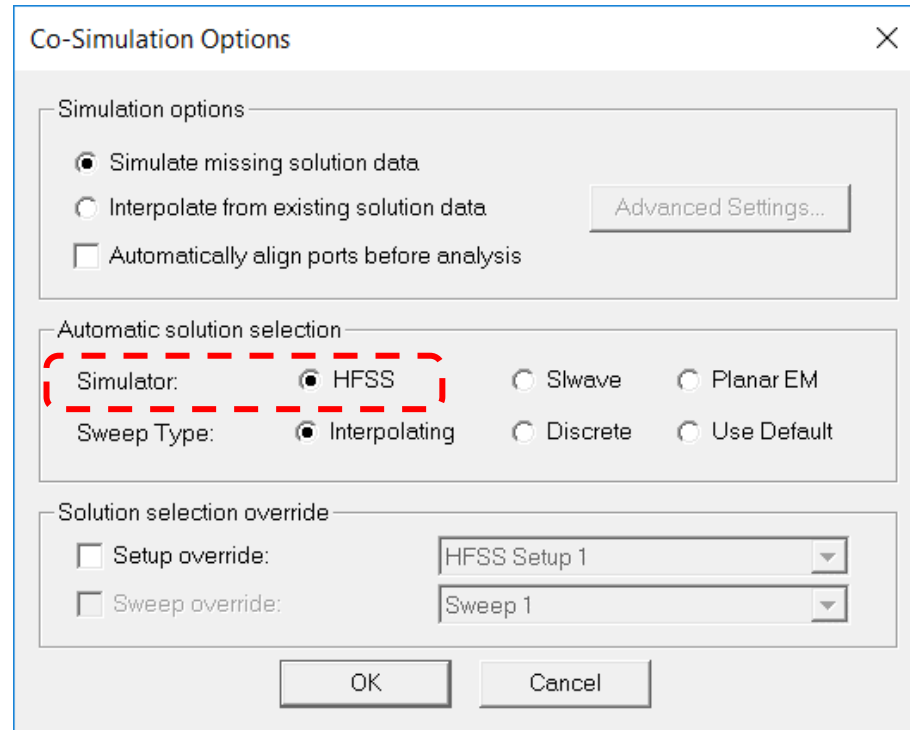 Co-Simulation Options
Simulation options
Simulate missing solution data
Interpolate from existing solution data Advanced Settings...
Automatically align ports before analysis
Automatic solution selection
Simulator: HFSS SIwave Planar EM
Sweep Type: Interpolating Discrete Use Default
Solution selection override
Setup override: HFSS Setup 1
Sweep override: Sweep 1
OK Cancel